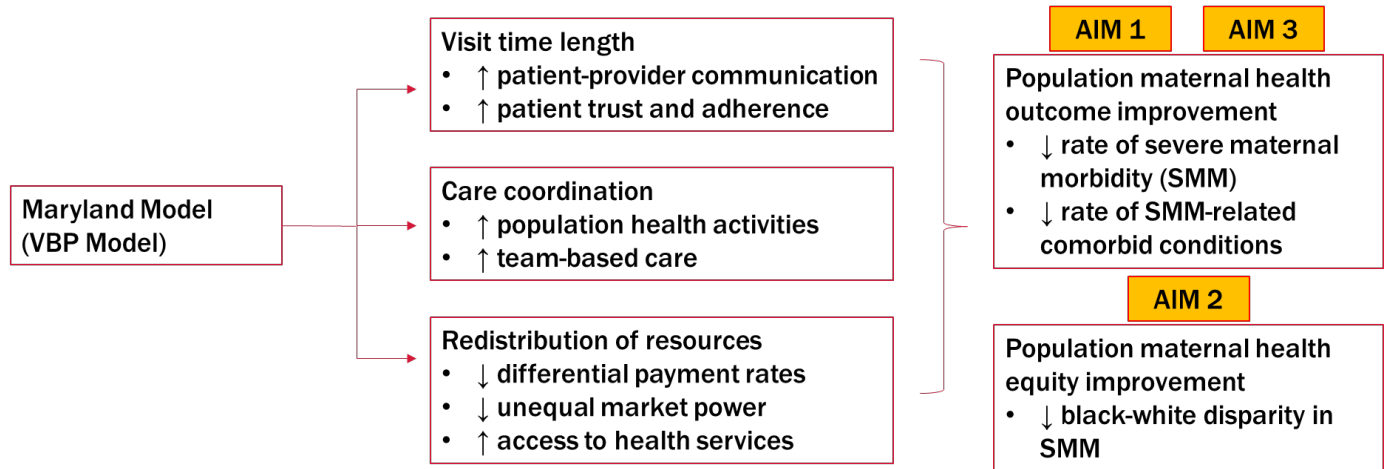 Maryland Model
(VBP Model)
Visit time length
• ↑ patient-provider communication
• ↑ patient trust and adherence
Care coordination
• ↑ population health activities
• ↑ team-based care
Redistribution of resources
• ↓ differential payment rates
• ↓ unequal market power
• ↑ access to health services
AIM 1
AIM 3
Population maternal health
outcome improvement
• ↓ rate of severe maternal
morbidity (SMM)
• ↓ rate of SMM-related
comorbid conditions
AIM 2
Population maternal health
equity improvement
• ↓ black-white disparity in
SMM